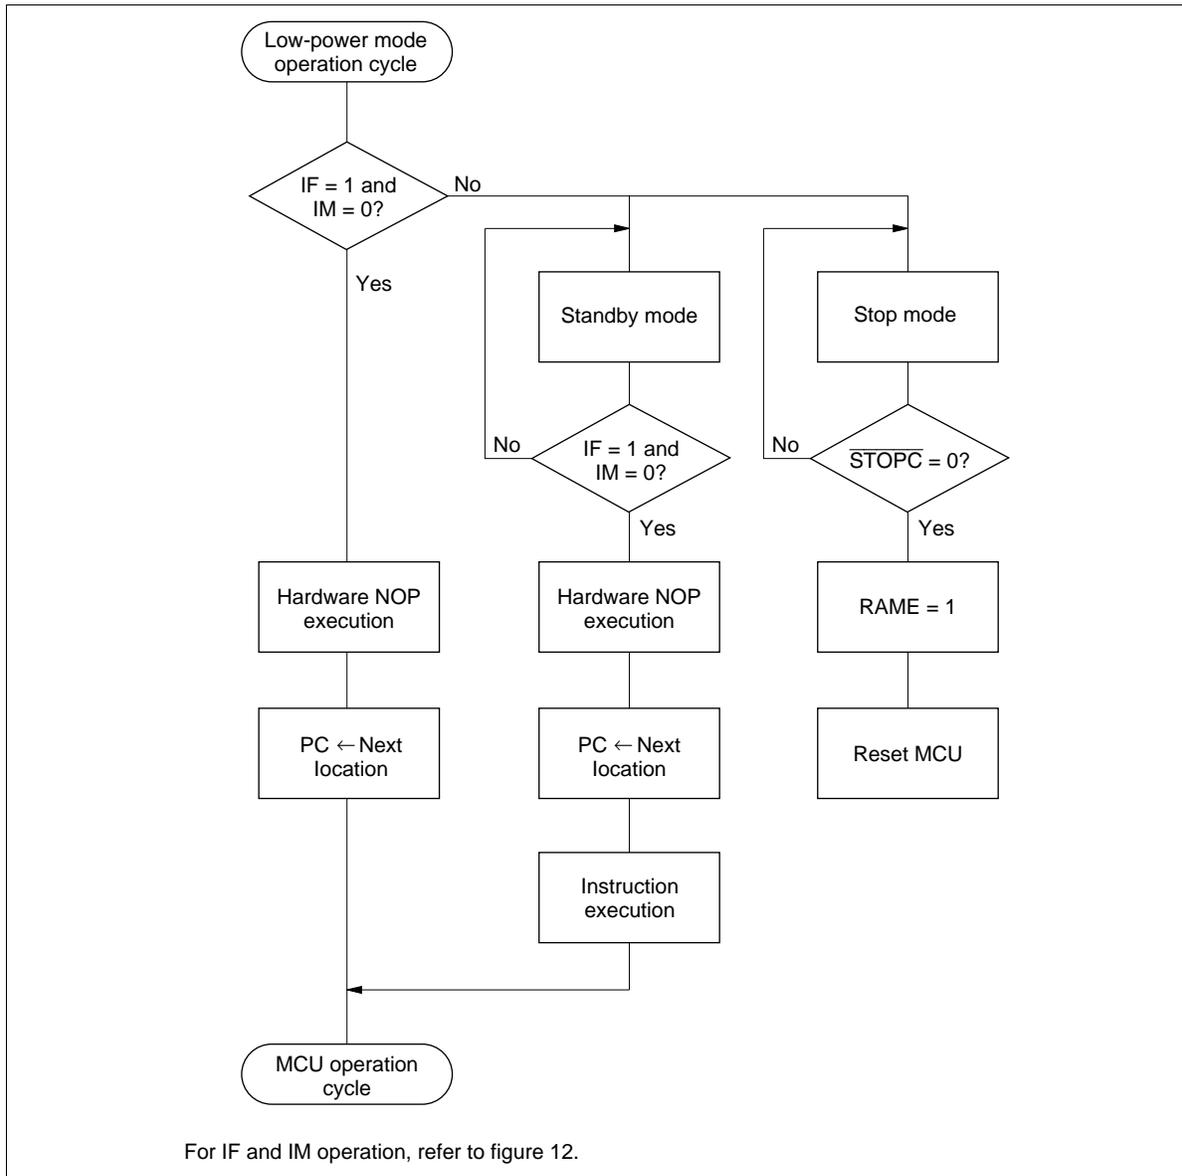 Low-power mode
operation cycle
IF = 1 and
IM = 0?
No
Yes
Standby mode
Stop mode
No
IF = 1 and
IM = 0?
Yes
No
S̅T̅O̅P̅C̅ = 0?
Yes
Hardware NOP
execution
Hardware NOP
execution
RAME = 1
PC ← Next
location
PC ← Next
location
Reset MCU
Instruction
execution
MCU operation
cycle
For IF and IM operation, refer to figure 12.